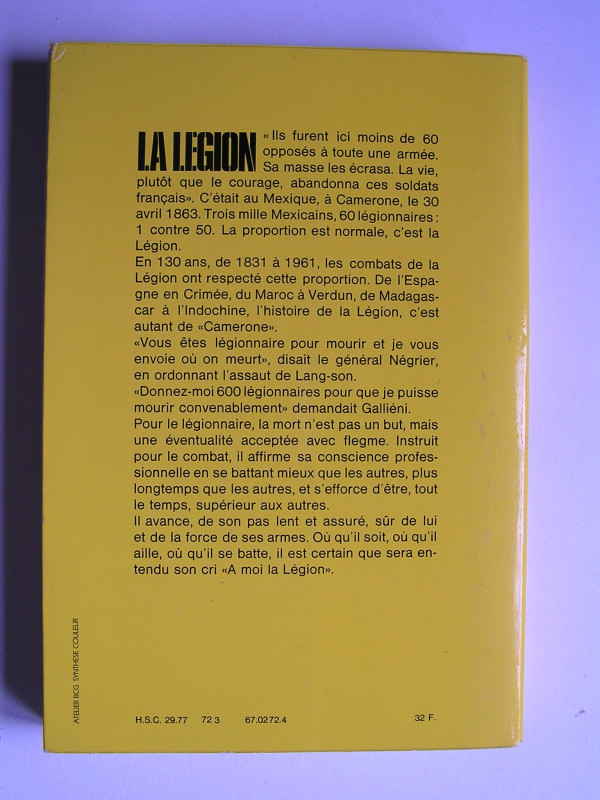 LA LEGION «Ils furent ici moins de 60
opposés à toute une armée.
Sa masse les écrasa. La vie,
plutôt que le courage, abandonna ces soldats
français». C'était au Mexique, à Camerone, le 30
avril 1863. Trois mille Mexicains, 60 légionnaires :
1 contre 50. La proportion est normale, c'est la
Légion.
En 130 ans, de 1831 à 1961, les combats de la
Légion ont respecté cette proportion. De l'Espa-
gne en Crimée, du Maroc à Verdun, de Madagas-
car à l'Indochine, l'histoire de la Légion, c'est
autant de «Camerone».
«Vous êtes légionnaire pour mourir et je vous
envoie où on meurt», disait le général Négrier,
en ordonnant l'assaut de Lang-son.
«Donnez-moi 600 légionnaires pour que je puisse
mourir convenablement» demandait Galliéni.
Pour le légionnaire, la mort n'est pas un but, mais
une éventualité acceptée avec flegme. Instruit
pour le combat, il affirme sa conscience profes-
sionnelle en se battant mieux que les autres, plus
longtemps que les autres, et s'efforce d'être, tout
le temps, supérieur aux autres.
Il avance, de son pas lent et assuré, sûr de lui
et de la force de ses armes. Où qu'il soit, où qu'il
aille, où qu'il se batte, il est certain que sera en-
tendu son cri «A moi la Légion».
ATELIER BCG SYNTHESE COULEUR
H.S.C. 29.77 72 3 67.0272.4 32 F.